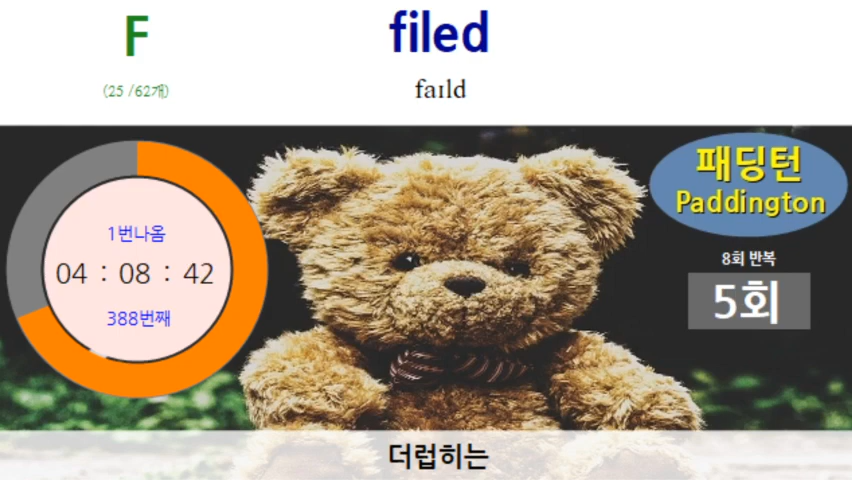 F
(25 /62개)
filed
faɪld
1번나옴
04 : 08 : 42
388번째
패딩턴
Paddington
8회 반복
5회
더럽히는